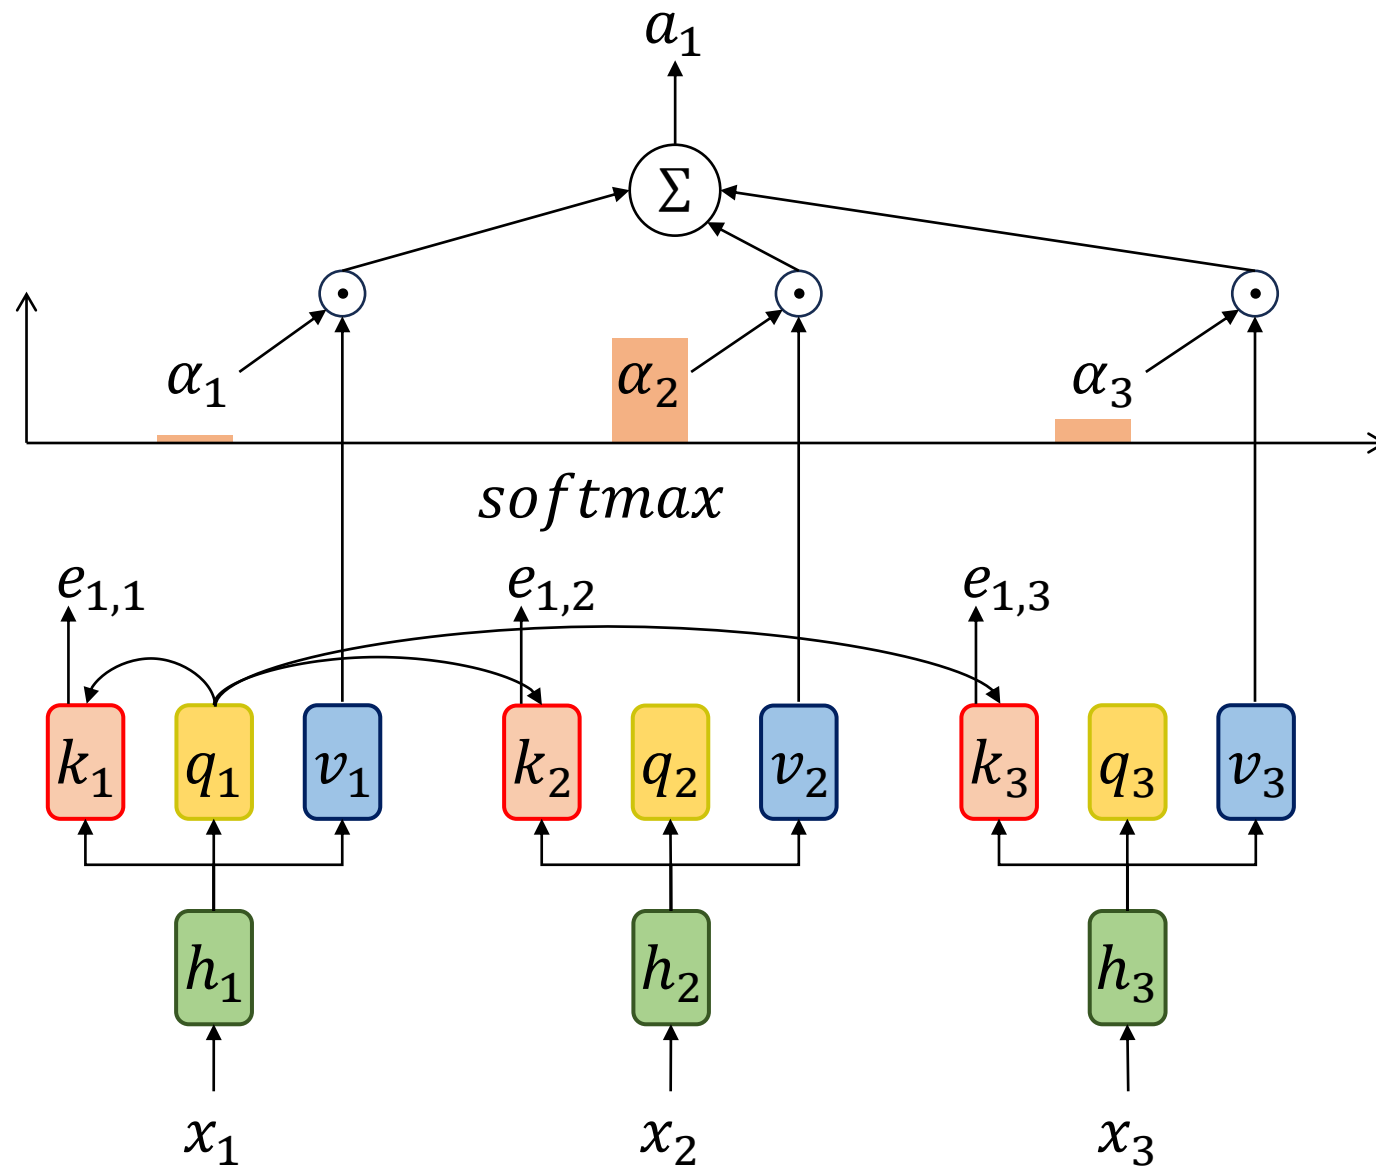 a₁
Σ
α₁ α₂ α₃
softmax
e₁,₁ e₁,₂ e₁,₃
k₁ q₁ v₁ k₂ q₂ v₂ k₃ q₃ v₃
h₁ h₂ h₃
x₁ x₂ x₃